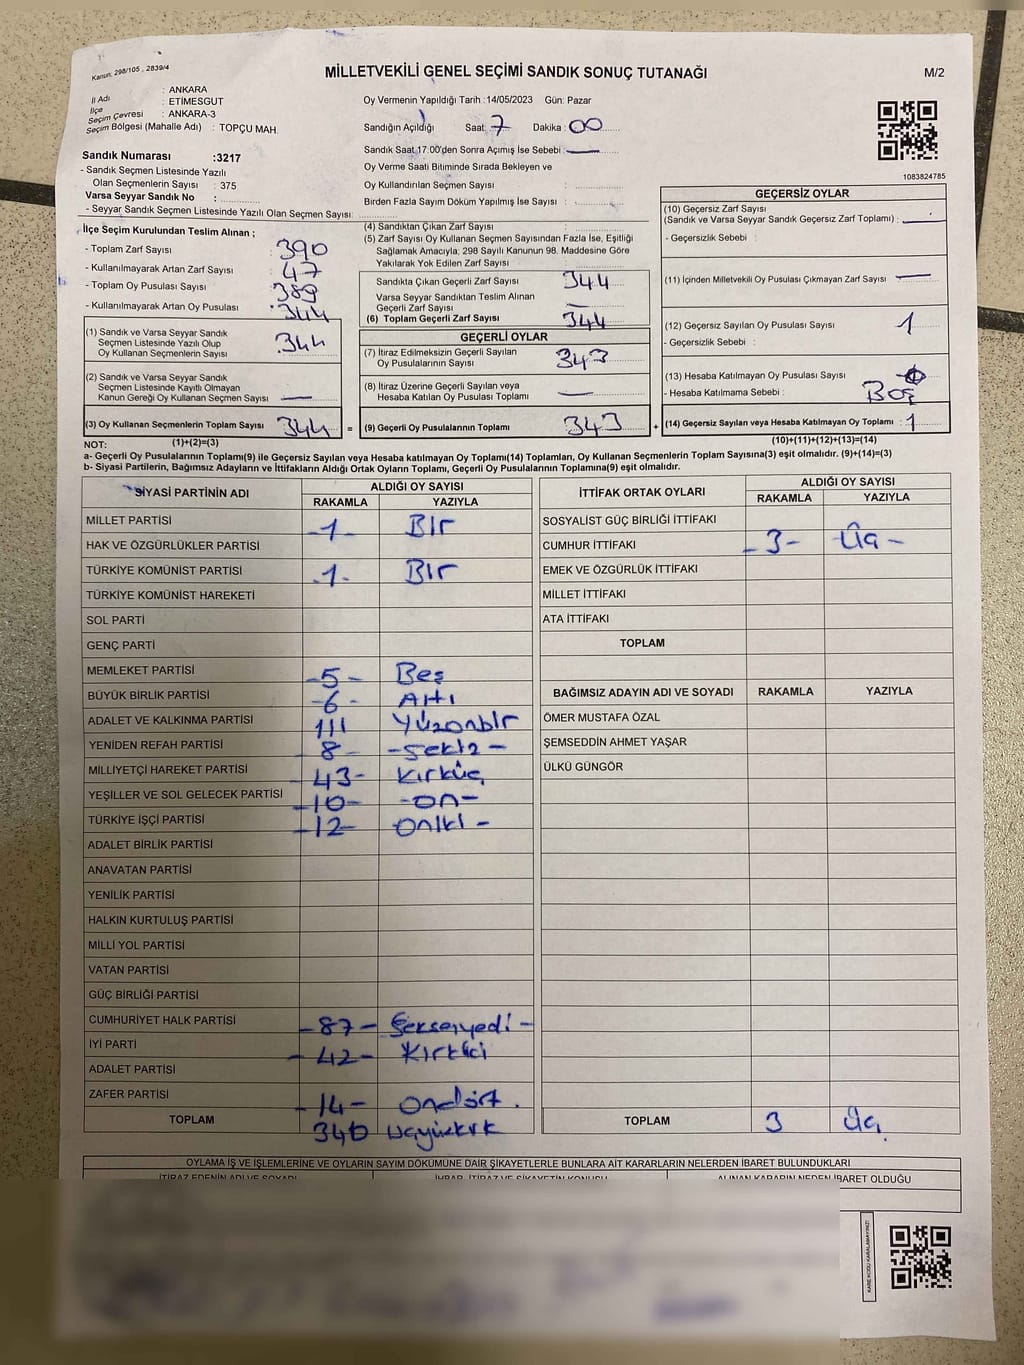 Kanun, 298/105 , 2839/4
MİLLETVEKİLİ GENEL SEÇİMİ SANDIK SONUÇ TUTANAĞI
M/2
İl Adı : ANKARA
İlçe ETİMESGUT
Seçim Çevresi : ANKARA-3
Seçim Bölgesi (Mahalle Adı) : TOPÇU MAH.
Oy Vermenin Yapıldığı Tarih :14/05/2023 Gün: Pazar
Sandığın Açıldığı Saat: 7 Dakika : 00
Sandık Saat 17.00'den Sonra Açımış İse Sebebi : —
Oy Verme Saati Bitiminde Sırada Bekleyen ve
Oy Kullandırılan Seçmen Sayısı :
Birden Fazla Sayım Döküm Yapılmış İse Sayısı :
1083824785
Sandık Numarası :3217
- Sandık Seçmen Listesinde Yazılı
Olan Seçmenlerin Sayısı : 375
Varsa Seyyar Sandık No :
- Seyyar Sandık Seçmen Listesinde Yazılı Olan Seçmen Sayısı:
İlçe Seçim Kurulundan Teslim Alınan ;
- Toplam Zarf Sayısı : 390
- Kullanılmayarak Artan Zarf Sayısı : 47
- Toplam Oy Pusulası Sayısı : 389
- Kullanılmayarak Artan Oy Pusulası : 344
(1) Sandık ve Varsa Seyyar Sandık
Seçmen Listesinde Yazılı Olup
Oy Kullanan Seçmenlerin Sayısı : 344
(2) Sandık ve Varsa Seyyar Sandık
Seçmen Listesinde Kayıtlı Olmayan
Kanun Gereği Oy Kullanan Seçmen Sayısı : —
(3) Oy Kullanan Seçmenlerin Toplam Sayısı : 344 =
(1)+(2)=(3)
(4) Sandıktan Çıkan Zarf Sayısı :
(5) Zarf Sayısı Oy Kullanan Seçmen Sayısından Fazla İse, Eşitliği
Sağlamak Amacıyla; 298 Sayılı Kanunun 98. Maddesine Göre
Yakılarak Yok Edilen Zarf Sayısı :
Sandıkta Çıkan Geçerli Zarf Sayısı : 344
Varsa Seyyar Sandıktan Teslim Alınan
Geçerli Zarf Sayısı : —
(6) Toplam Geçerli Zarf Sayısı : 344
GEÇERLİ OYLAR
(7) İtiraz Edilmeksizin Geçerli Sayılan
Oy Pusulalarının Sayısı : 343
(8) İtiraz Üzerine Geçerli Sayılan veya
Hesaba Katılan Oy Pusulaları Toplamı : —
(9) Geçerli Oy Pusulalarının Toplamı : 343 +
GEÇERSİZ OYLAR
(10) Geçersiz Zarf Sayısı
(Sandık ve Varsa Seyyar Sandık Geçersiz Zarf Toplamı) : —
- Geçersizlik Sebebi :
(11) İçinden Milletvekili Oy Pusulası Çıkmayan Zarf Sayısı : —
(12) Geçersiz Sayılan Oy Pusulası Sayısı : 1
- Geçersizlik Sebebi :
(13) Hesaba Katılmayan Oy Pusulası Sayısı :
- Hesaba Katılmama Sebebi : Boş
(14) Geçersiz Sayılan veya Hesaba Katılmayan Oy Toplamı : 1
(10)+(11)+(12)+(13)=(14)
NOT:
a- Geçerli Oy Pusulalarının Toplamı(9) ile Geçersiz Sayılan veya Hesaba katılmayan Oy Toplamı(14) Toplamları, Oy Kullanan Seçmenlerin Toplam Sayısına(3) eşit olmalıdır. (9)+(14)=(3)
b- Siyasi Partilerin, Bağımsız Adayların ve İttifakların Aldığı Ortak Oyların Toplamı, Geçerli Oy Pusulalarının Toplamına(9) eşit olmalıdır.
SİYASİ PARTİNİN ADI ALDIĞI OY SAYISI
RAKAMLA YAZIYLA
MİLLET PARTİSİ -1- BIr
HAK VE ÖZGÜRLÜKLER PARTİSİ
TÜRKİYE KOMÜNİST PARTİSİ -1- BIr
TÜRKİYE KOMÜNİST HAREKETİ
SOL PARTİ
GENÇ PARTİ
MEMLEKET PARTİSİ -5- Beş
BÜYÜK BİRLİK PARTİSİ -6- Altı
ADALET VE KALKINMA PARTİSİ 111 YüzonbIr
YENİDEN REFAH PARTİSİ -8- -Sekiz-
MİLLİYETÇİ HAREKET PARTİSİ -43- Kırküç
YEŞİLLER VE SOL GELECEK PARTİSİ -10- -on-
TÜRKİYE İŞÇİ PARTİSİ -12- onIkI -
ADALET BİRLİK PARTİSİ
ANAVATAN PARTİSİ
YENİLİK PARTİSİ
HALKIN KURTULUŞ PARTİSİ
MİLLİ YOL PARTİSİ
VATAN PARTİSİ
GÜÇ BİRLİĞİ PARTİSİ
CUMHURİYET HALK PARTİSİ -87- Seksenyedi-
İYİ PARTİ -42- Kırkiki
ADALET PARTİSİ
ZAFER PARTİSİ -14- Ondört.
TOPLAM 340 üçyüzkırk
İTTİFAK ORTAK OYLARI ALDIĞI OY SAYISI
RAKAMLA YAZIYLA
SOSYALİST GÜÇ BİRLİĞİ İTTİFAKI
CUMHUR İTTİFAKI -3- Üç -
EMEK VE ÖZGÜRLÜK İTTİFAKI
MİLLET İTTİFAKI
ATA İTTİFAKI
TOPLAM
BAĞIMSIZ ADAYIN ADI VE SOYADI RAKAMLA YAZIYLA
ÖMER MUSTAFA ÖZAL
ŞEMSEDDİN AHMET YAŞAR
ÜLKÜ GÜNGÖR
TOPLAM 3 Üç
OYLAMA İŞ VE İŞLEMLERİNE VE OYLARIN SAYIM DÖKÜMÜNE DAİR ŞİKAYETLERLE BUNLARA AİT KARARLARIN NELERDEN İBARET BULUNDUKLARI
İTİRAZ EDENİN ADI VE SOYADI İHBAR, İTİRAZ VE ŞİKAYETİN KONUSU ALINAN KARARIN NEDEN İBARET OLDUĞU
KAREKODU KARALAMAYINIZ!